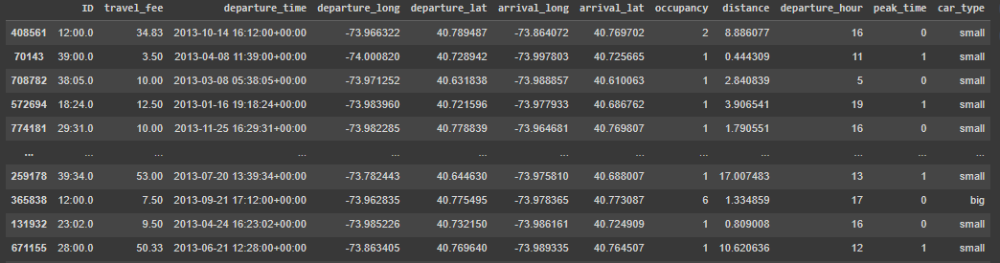 ID travel_fee departure_time departure_long departure_lat arrival_long arrival_lat occupancy distance departure_hour peak_time car_type
408561 12:00.0 34.83 2013-10-14 16:12:00+00:00 -73.966322 40.789487 -73.864072 40.769702 2 8.886077 16 0 small
70143 39:00.0 3.50 2013-04-08 11:39:00+00:00 -74.000820 40.728942 -73.997803 40.725665 1 0.444309 11 1 small
708782 38:05.0 10.00 2013-03-08 05:38:05+00:00 -73.971252 40.631838 -73.988857 40.610063 1 2.840839 5 0 small
572694 18:24.0 12.50 2013-01-16 19:18:24+00:00 -73.983960 40.721596 -73.977933 40.686762 1 3.906541 19 1 small
774181 29:31.0 10.00 2013-11-25 16:29:31+00:00 -73.982285 40.778839 -73.964681 40.769807 1 1.790551 16 0 small
... ... ... ... ... ... ... ... ... ... ... ... ...
259178 39:34.0 53.00 2013-07-20 13:39:34+00:00 -73.782443 40.644630 -73.975810 40.688007 1 17.007483 13 1 small
365838 12:00.0 7.50 2013-09-21 17:12:00+00:00 -73.962835 40.775495 -73.978365 40.773087 6 1.334859 17 0 big
131932 23:02.0 9.50 2013-04-24 16:23:02+00:00 -73.985226 40.732150 -73.986161 40.724909 1 0.809008 16 0 small
671155 28:00.0 50.33 2013-06-21 12:28:00+00:00 -73.863405 40.769640 -73.989335 40.764507 1 10.620636 12 1 small